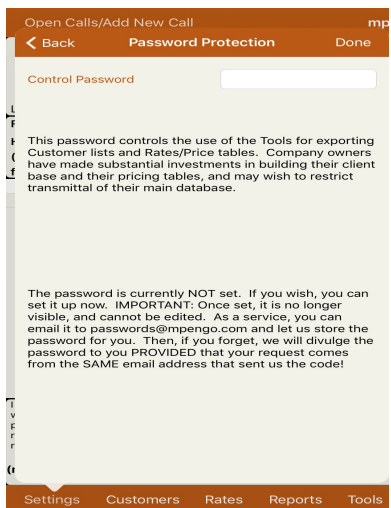 Open Calls/Add New Call
mp
Back
Password Protection
Done
Control Password
This password controls the use of the Tools for exporting
Customer lists and Rates/Price tables.  Company owners
have made substantial investments in building their client
base and their pricing tables, and may wish to restrict
transmittal of their main database.
The password is currently NOT set.  If you wish, you can
set it up now.  IMPORTANT: Once set, it is no longer
visible, and cannot be edited.  As a service, you can
email it to passwords@mpengo.com and let us store the
password for you.  Then, if you forget, we will divulge the
password to you PROVIDED that your request comes
from the SAME email address that sent us the code!
Settings
Customers
Rates
Reports
Tools